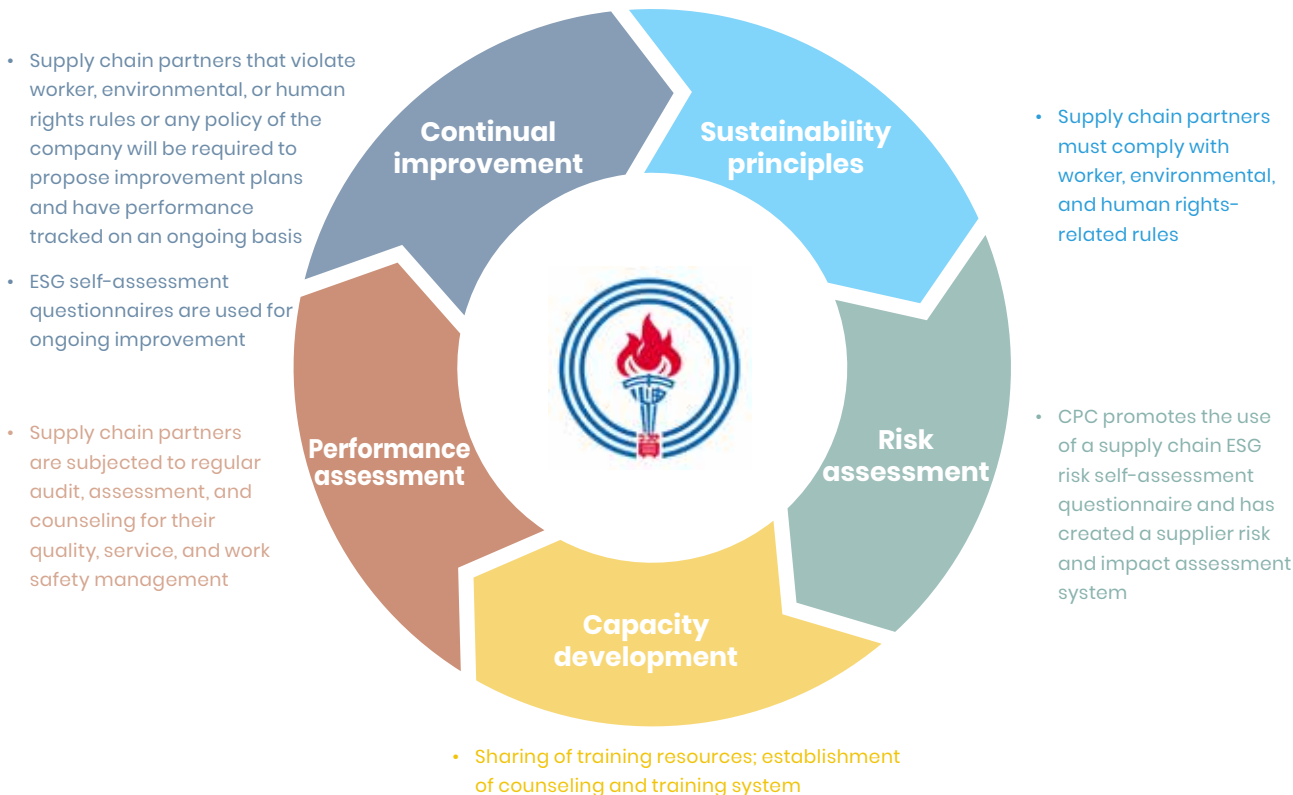 Continual
improvement
Sustainability
principles
Risk
assessment
Capacity
development
Performance
assessment
• Supply chain partners that violate
worker, environmental, or human
rights rules or any policy of the
company will be required to
propose improvement plans
and have performance
tracked on an ongoing basis
• ESG self-assessment
questionnaires are used for
ongoing improvement
• Supply chain partners
must comply with
worker, environmental,
and human rights-
related rules
• CPC promotes the use
of a supply chain ESG
risk self-assessment
questionnaire and has
created a supplier risk
and impact assessment
system
• Sharing of training resources; establishment
of counseling and training system
• Supply chain partners
are subjected to regular
audit, assessment, and
counseling for their
quality, service, and work
safety management